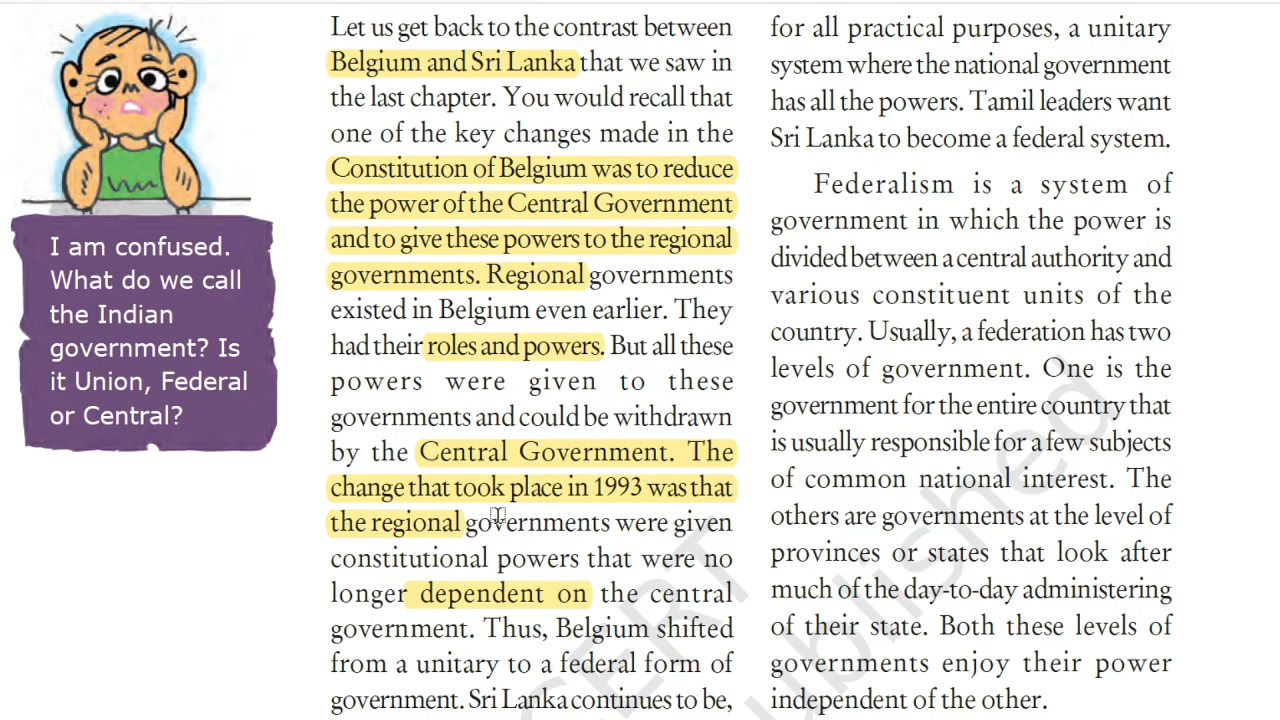 I am confused.
What do we call
the Indian
government? Is
it Union, Federal
or Central?
Let us get back to the contrast between
Belgium and Sri Lanka that we saw in
the last chapter. You would recall that
one of the key changes made in the
Constitution of Belgium was to reduce
the power of the Central Government
and to give these powers to the regional
governments. Regional governments
existed in Belgium even earlier. They
had their roles and powers. But all these
powers were given to these
governments and could be withdrawn
by the Central Government. The
change that took place in 1993 was that
the regional governments were given
constitutional powers that were no
longer dependent on the central
government. Thus, Belgium shifted
from a unitary to a federal form of
government. Sri Lanka continues to be,
for all practical purposes, a unitary
system where the national government
has all the powers. Tamil leaders want
Sri Lanka to become a federal system.
Federalism is a system of
government in which the power is
divided between a central authority and
various constituent units of the
country. Usually, a federation has two
levels of government. One is the
government for the entire country that
is usually responsible for a few subjects
of common national interest. The
others are governments at the level of
provinces or states that look after
much of the day-to-day administering
of their state. Both these levels of
governments enjoy their power
independent of the other.